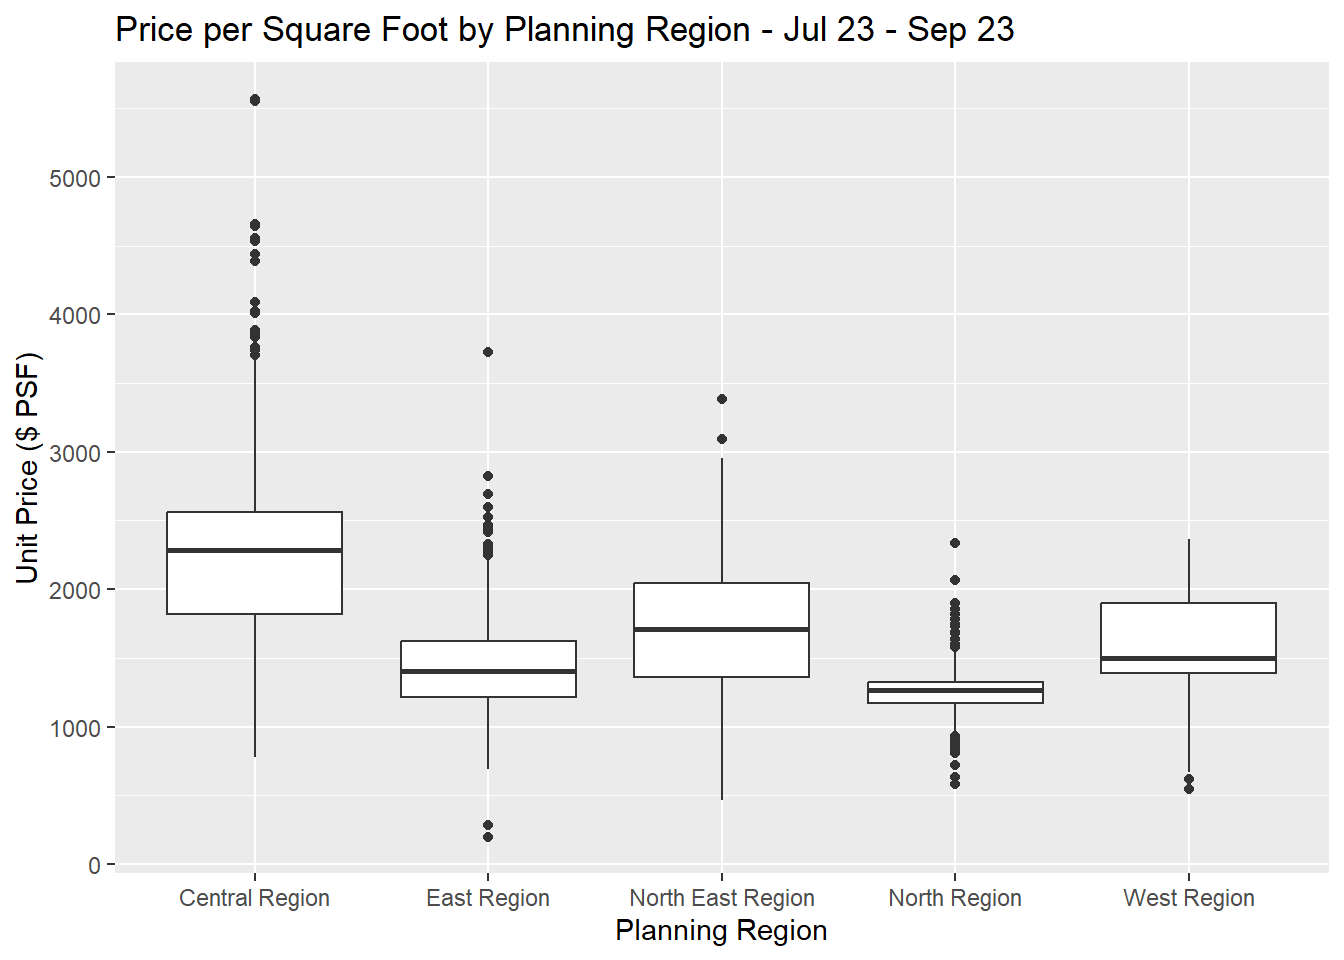 Price per Square Foot by Planning Region - Jul 23 - Sep 23
Unit Price ($ PSF)
5000
4000
3000
2000
1000
0
Central Region
East Region
North East Region
North Region
West Region
Planning Region